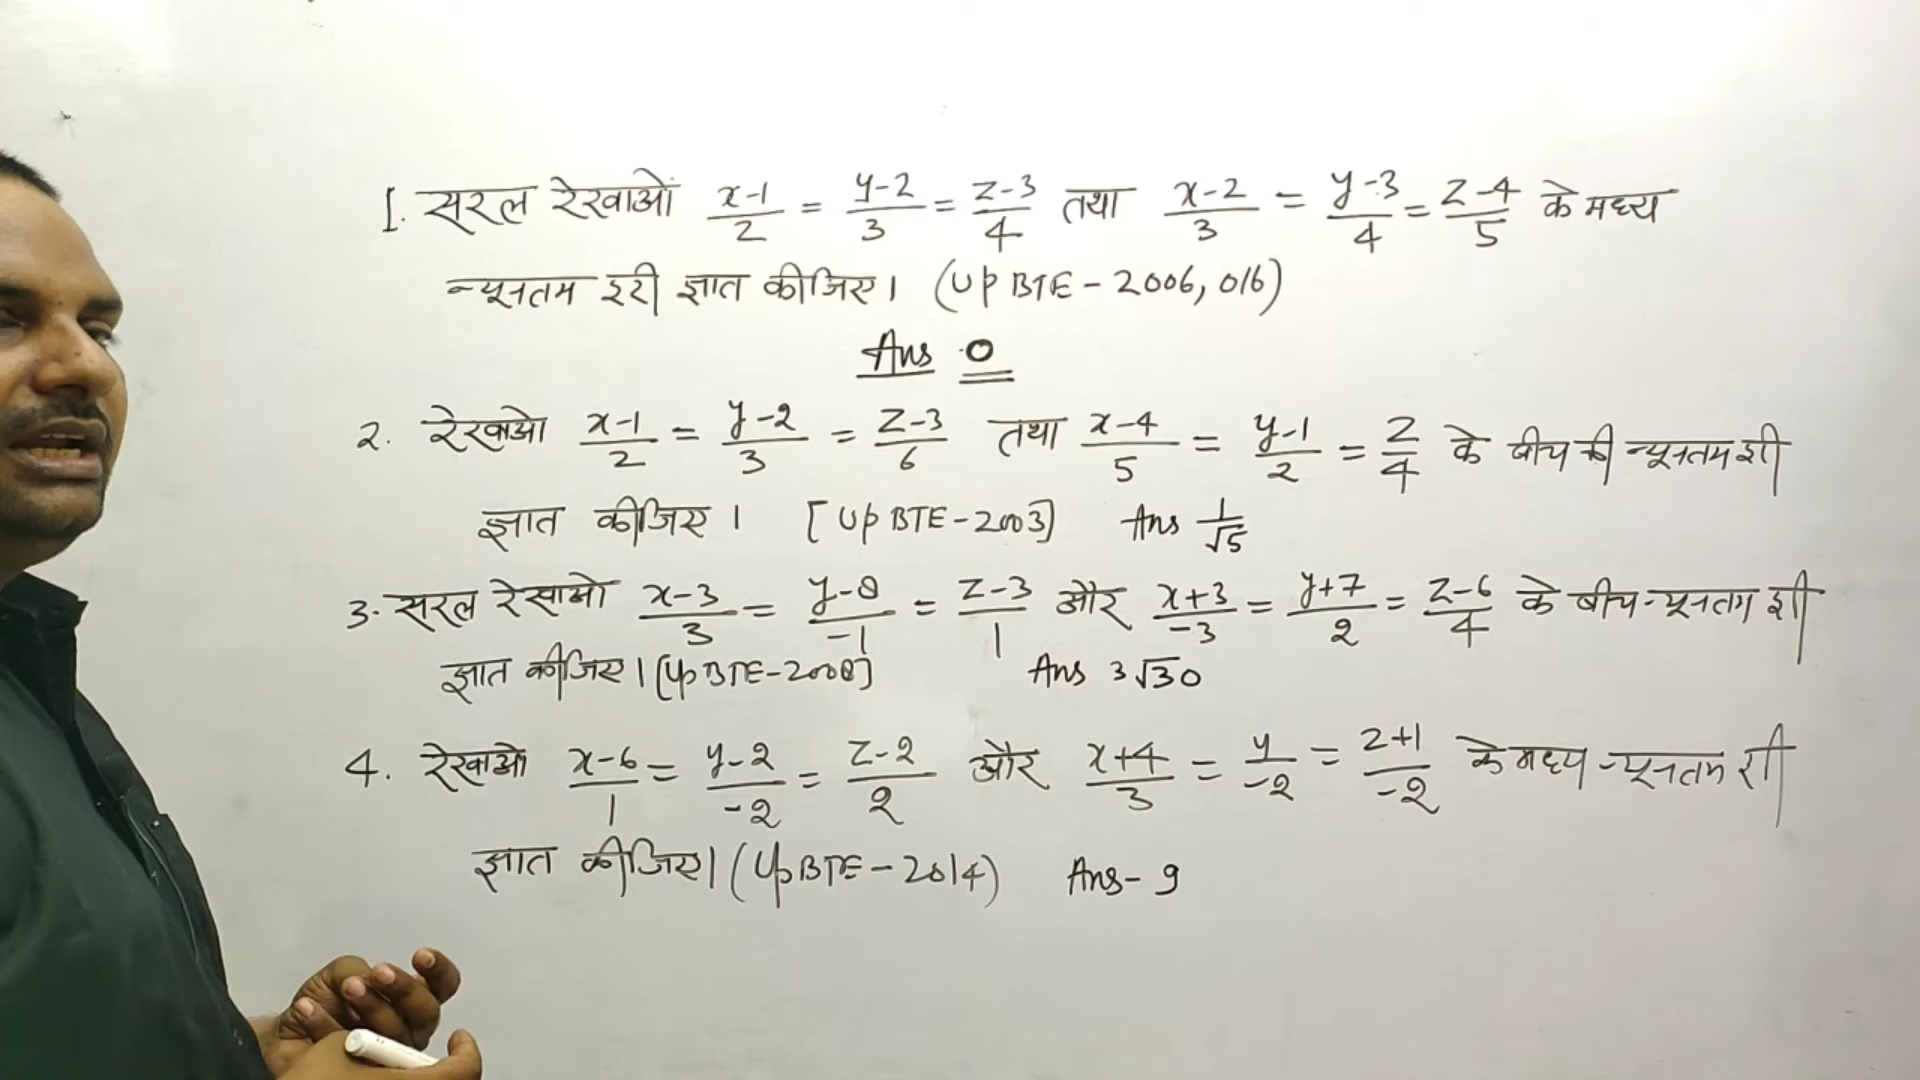 1. सरल रेखाओं x-1/2 = y-2/3 = z-3/4 तथा x-2/3 = y-3/4 = z-4/5 के मध्य
न्यूनतम दूरी ज्ञात कीजिए। (UP BTE - 2006, 016)
Ans 0
2. रेखाओ x-1/2 = y-2/3 = z-3/6 तथा x-4/5 = y-1/2 = z/4 के बीच की न्यूनतम दूरी
ज्ञात कीजिए। [UP BTE - 2003] Ans 1/√5
3. सरल रेखाओ x-3/3 = y-8/-1 = z-3/1 और x+3/-3 = y+7/2 = z-6/4 के बीच न्यूनतम दूरी
ज्ञात कीजिए। [UP BTE - 2008] Ans 3√30
4. रेखाओ x-6/1 = y-2/-2 = z-2/2 और x+4/3 = y/-2 = z+1/-2 के मध्य न्यूनतम दूरी
ज्ञात कीजिए। (UP BTE - 2014) Ans - 9